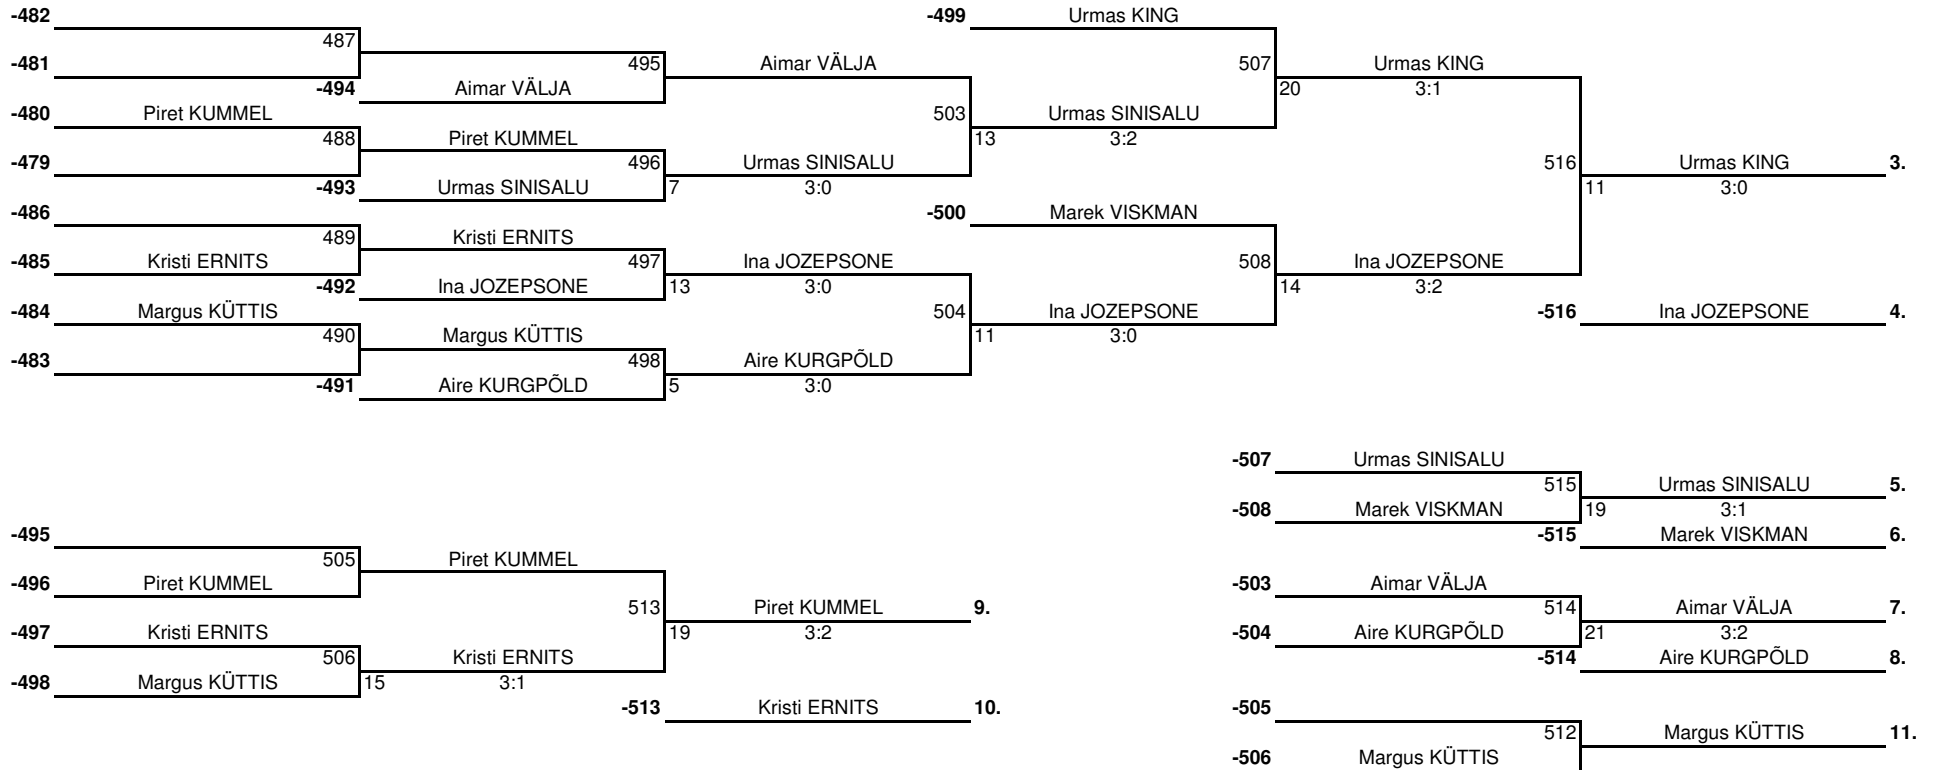 -482 -499 Urmas KING
487
-481 495 Aimar VÄLJA 507 Urmas KING
-494 Aimar VÄLJA 20 3:1
-480 Piret KUMMEL 503 Urmas SINISALU
488 Piret KUMMEL 13 3:2
-479 496 Urmas SINISALU 516 Urmas KING 3.
-493 Urmas SINISALU 7 3:0 11 3:0
-486 -500 Marek VISKMAN
489 Kristi ERNITS
-485 Kristi ERNITS 497 Ina JOZEPSONE 508 Ina JOZEPSONE
-492 Ina JOZEPSONE 13 3:0 14 3:2
-484 Margus KÜTTIS 504 Ina JOZEPSONE -516 Ina JOZEPSONE 4.
490 Margus KÜTTIS 11 3:0
-483 498 Aire KURGPÕLD
-491 Aire KURGPÕLD 5 3:0
-507 Urmas SINISALU
515 Urmas SINISALU 5.
-508 Marek VISKMAN 19 3:1
-495 -515 Marek VISKMAN 6.
505 Piret KUMMEL
-496 Piret KUMMEL -503 Aimar VÄLJA
513 Piret KUMMEL 9. 514 Aimar VÄLJA 7.
-497 Kristi ERNITS 19 3:2 -504 Aire KURGPÕLD 21 3:2
506 Kristi ERNITS -514 Aire KURGPÕLD 8.
-498 Margus KÜTTIS 15 3:1
-513 Kristi ERNITS 10. -505
512 Margus KÜTTIS 11.
-506 Margus KÜTTIS